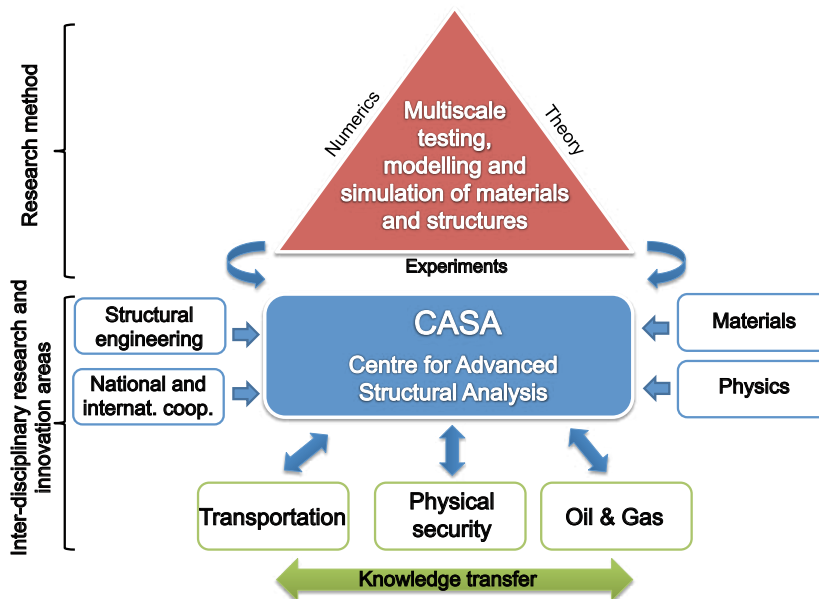 Research method
Numerics
Theory
Multiscale
testing,
modelling and
simulation of materials
and structures
Experiments
Inter-disciplinary research and
innovation areas
Structural
engineering
National and
internat. coop.
CASA
Centre for Advanced
Structural Analysis
Materials
Physics
Transportation
Physical
security
Oil & Gas
Knowledge transfer